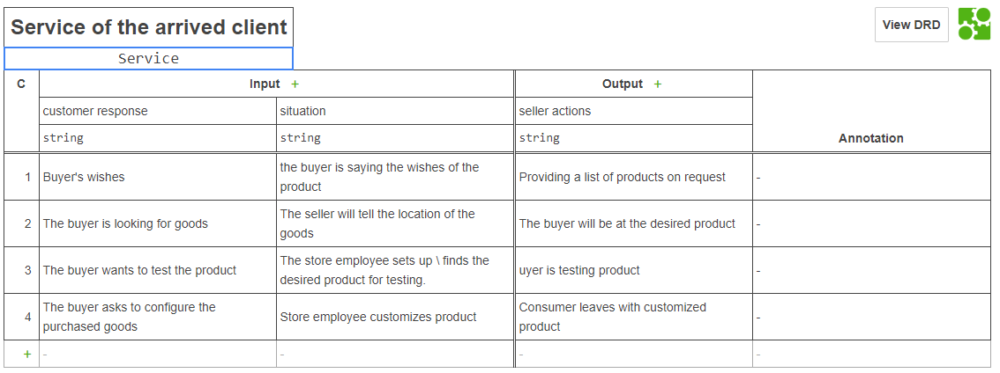 Service of the arrived client
View DRD
Service
C
Input +
Output +
Annotation
customer response
situation
seller actions
string
string
string
1
Buyer's wishes
the buyer is saying the wishes of the
product
Providing a list of products on request
-
2
The buyer is looking for goods
The seller will tell the location of the
goods
The buyer will be at the desired product
-
3
The buyer wants to test the product
The store employee sets up \ finds the
desired product for testing.
uyer is testing product
-
4
The buyer asks to configure the
purchased goods
Store employee customizes product
Consumer leaves with customized
product
-
+
-
-
-
-